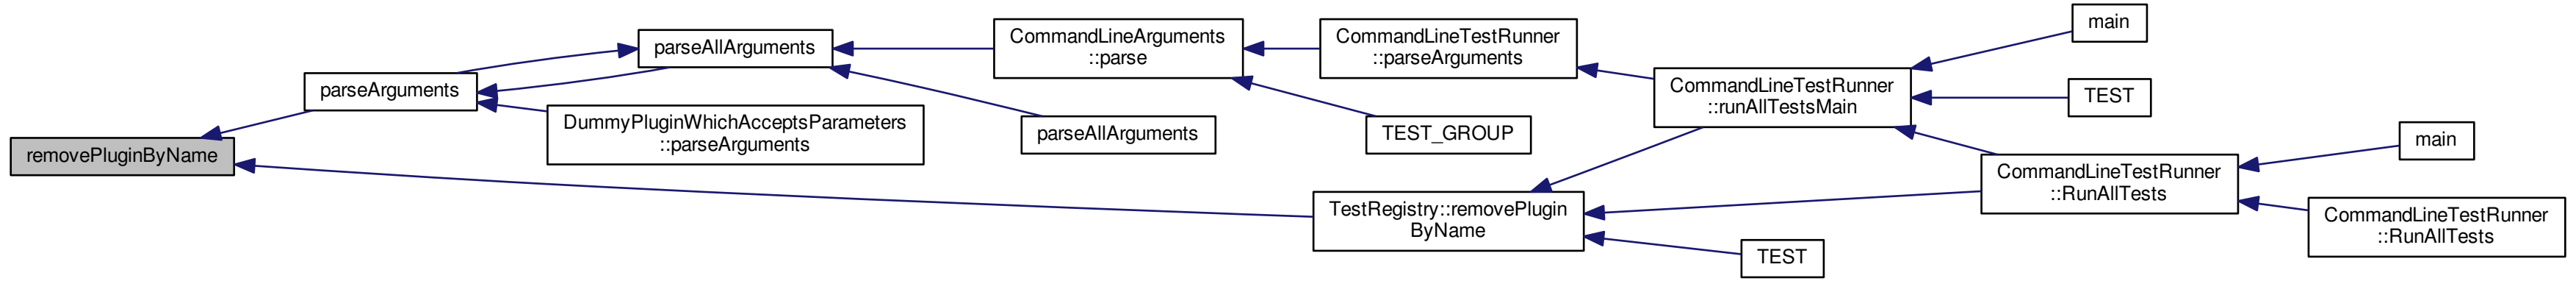 removePluginByName
parseArguments
parseAllArguments
DummyPluginWhichAcceptsParameters
::parseArguments
CommandLineArguments
::parse
parseAllArguments
CommandLineTestRunner
::parseArguments
TEST_GROUP
TestRegistry::removePlugin
ByName
CommandLineTestRunner
::runAllTestsMain
TEST
main
TEST
CommandLineTestRunner
::RunAllTests
main
CommandLineTestRunner
::RunAllTests